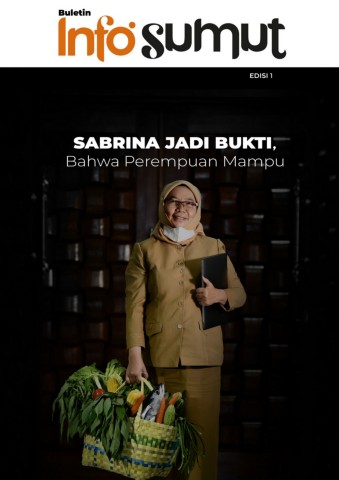 Buletin
Info sumut
EDISI 1
SABRINA JADI BUKTI,
Bahwa Perempuan Mampu